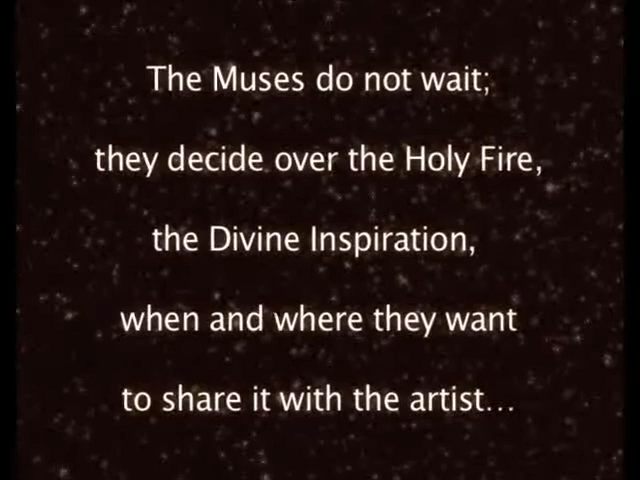 The Muses do not wait;
they decide over the Holy Fire,
the Divine Inspiration,
when and where they want
to share it with the artist...